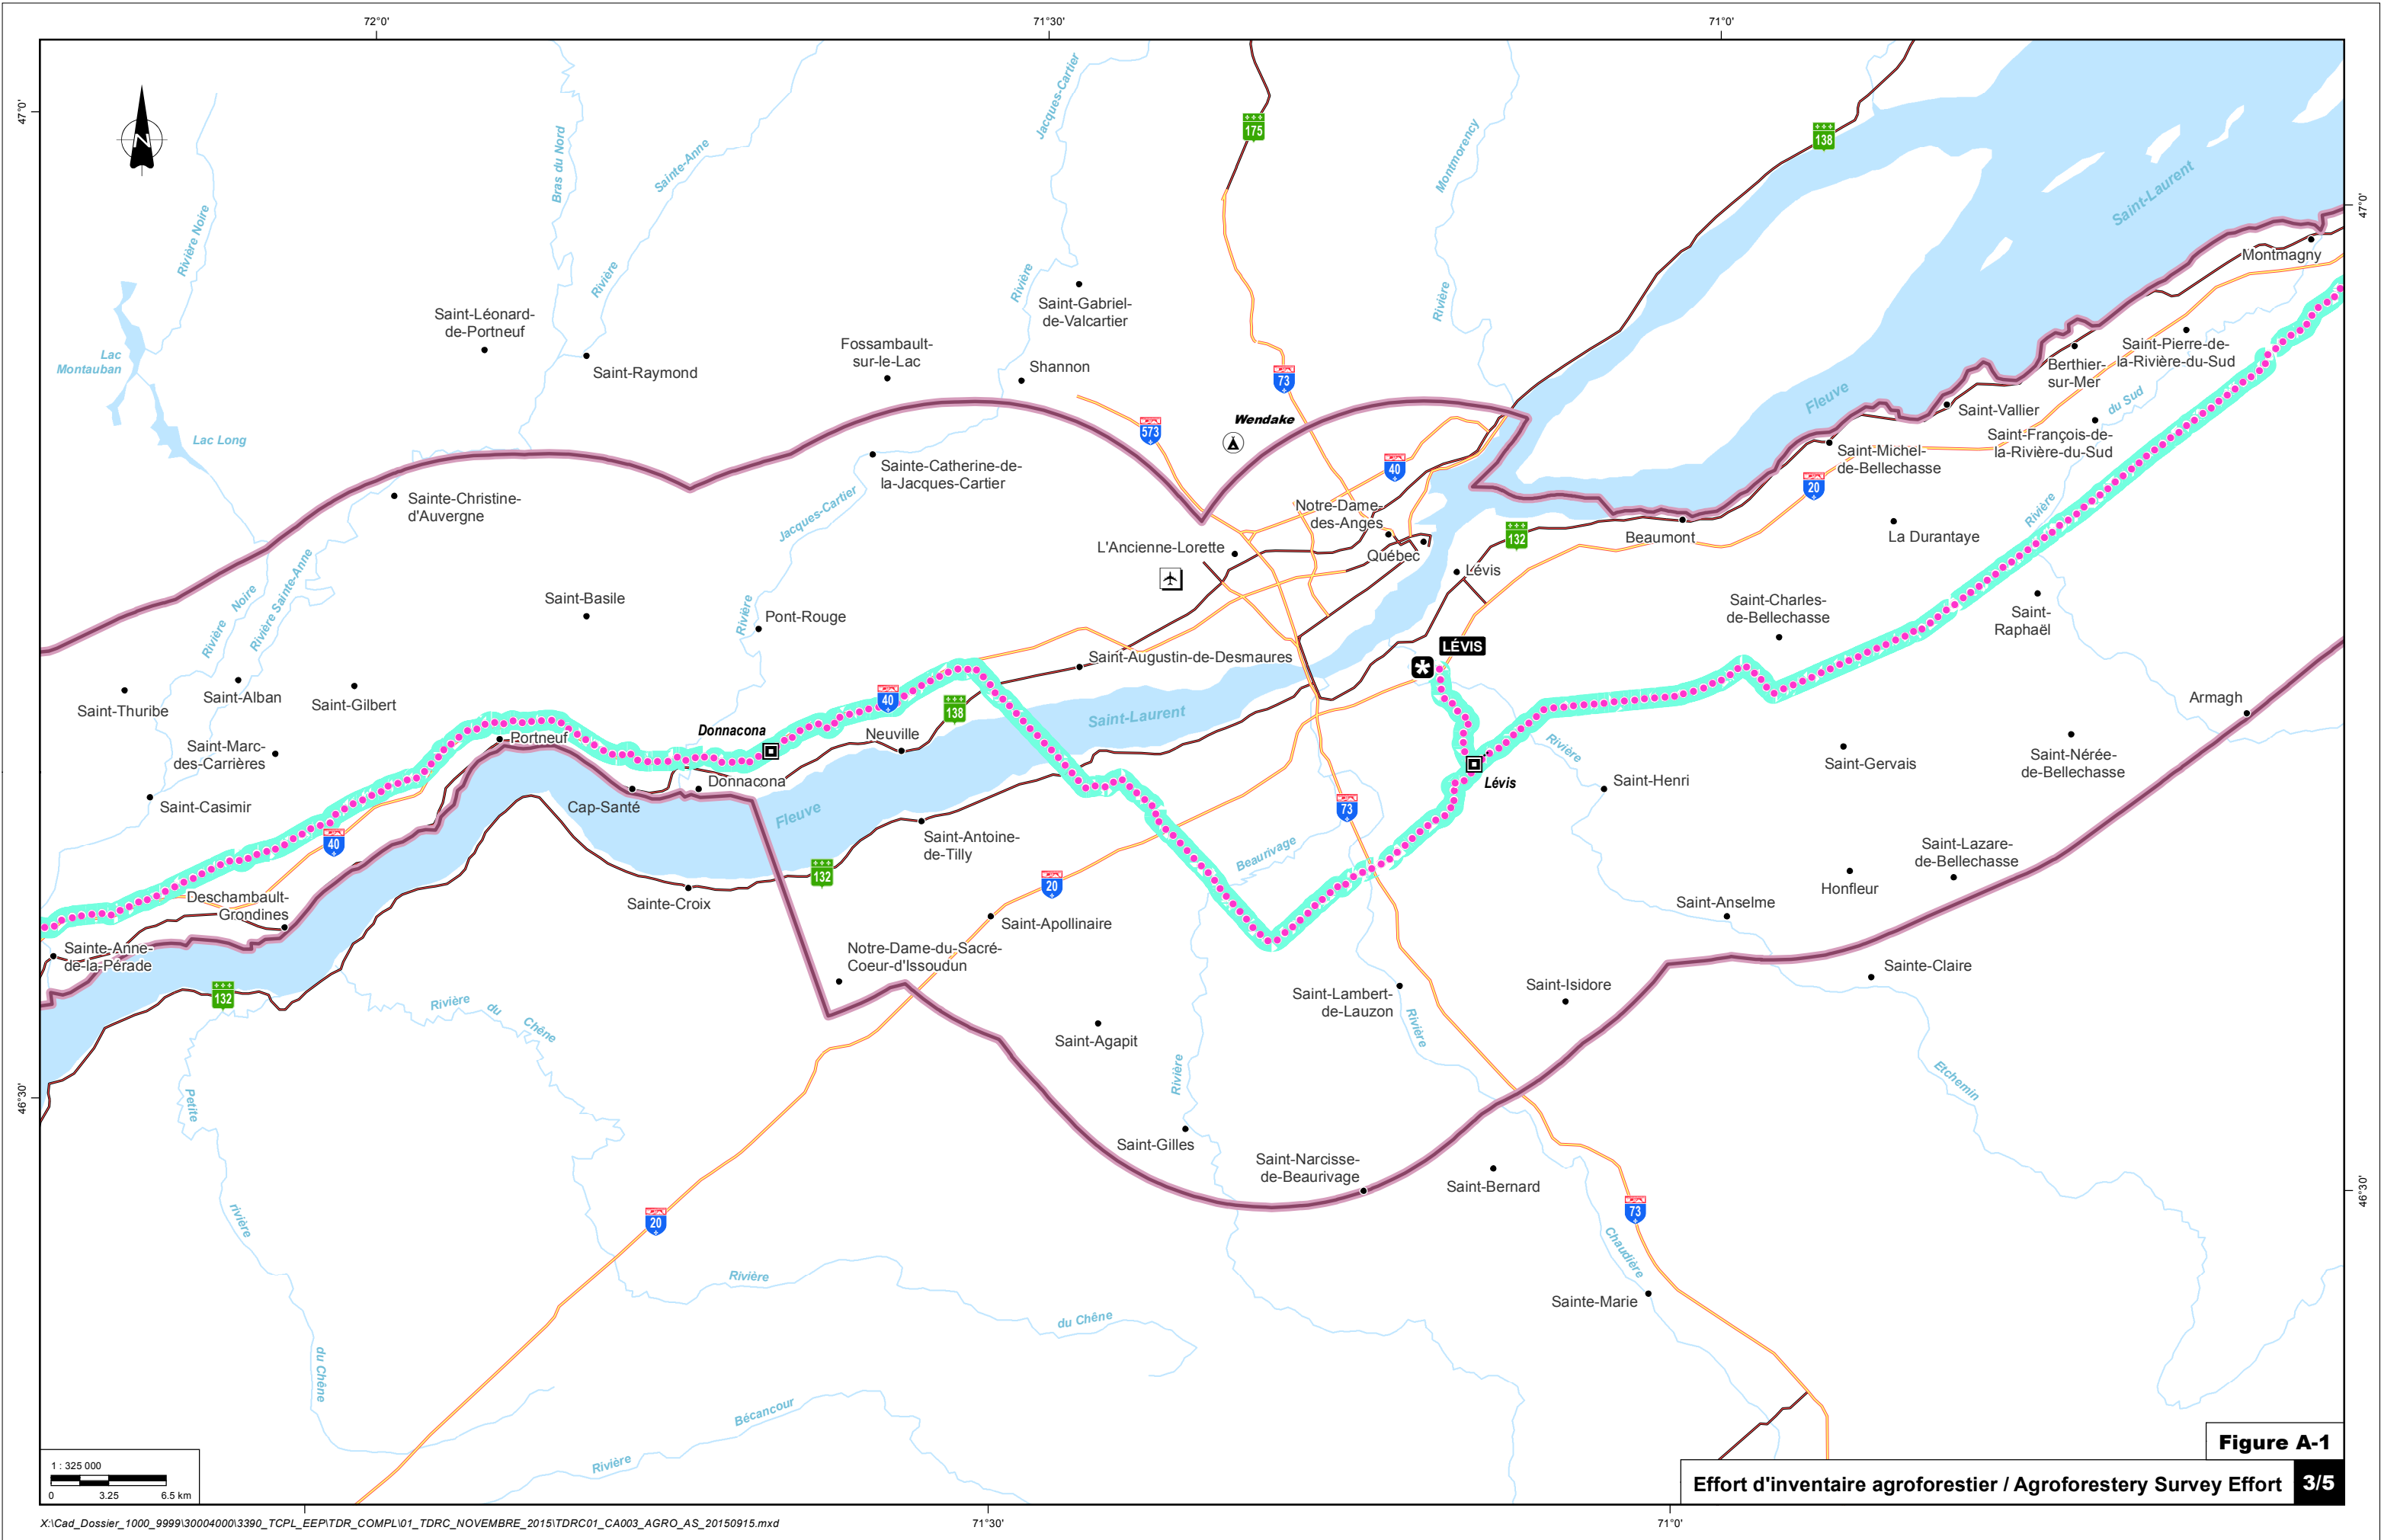 72°0'
71°30'
71°0'
47°0'
47°0'
46°30'
46°30'
71°30'
71°0'
N
Jacques-Cartier
175
138
Bras du Nord
Sainte-Anne
Montmorency
Saint-Laurent
Rivière Noire
Montmagny
Rivière
Rivière
Rivière
Saint-Gabriel-
de-Valcartier
Saint-Léonard-
de-Portneuf
Lac
Montauban
Saint-Raymond
Fossambault-
sur-le-Lac
Shannon
73
Saint-Pierre-de-
la-Rivière-du-Sud
Berthier-
sur-Mer
du Sud
Fleuve
Saint-Vallier
Wendake
573
Lac Long
Saint-François-de-
la-Rivière-du-Sud
Saint-Michel-
de-Bellechasse
40
20
Sainte-Catherine-de-
la-Jacques-Cartier
Sainte-Christine-
d'Auvergne
Jacques-Cartier
Notre-Dame-
des-Anges
Rivière
132
Beaumont
La Durantaye
L'Ancienne-Lorette
Québec
Lévis
Noire
Rivière
Rivière Sainte-Anne
Saint-Basile
Rivière
Pont-Rouge
Saint-Charles-
de-Bellechasse
Saint-
Raphaël
LÉVIS
Saint-Augustin-de-Desmaures
Saint-Thuribe
Saint-Alban
Saint-Gilbert
40
138
Saint-Laurent
Armagh
Donnacona
Neuville
Portneuf
Saint-Marc-
des-Carrières
Rivière
Saint-Gervais
Saint-Nérée-
de-Bellechasse
Donnacona
Lévis
Saint-Henri
Saint-Casimir
Cap-Santé
Fleuve
73
40
Saint-Antoine-
de-Tilly
Beaurivage
Saint-Lazare-
de-Bellechasse
132
20
Honfleur
Deschambault-
Grondines
Sainte-Croix
Saint-Anselme
Saint-Apollinaire
Sainte-Anne-
de-la-Pérade
Notre-Dame-du-Sacré-
Coeur-d'Issoudun
Sainte-Claire
132
Rivière
du
Chêne
Saint-Lambert-
de-Lauzon
Saint-Isidore
Rivière
Saint-Agapit
Rivière
Etchemin
Petite
Saint-Gilles
Saint-Narcisse-
de-Beaurivage
Saint-Bernard
rivière
20
73
Chaudière
Rivière
Sainte-Marie
du Chêne
du Chêne
Bécancour
Rivière
1 : 325 000
0 3.25 6.5 km
Figure A-1
Effort d'inventaire agroforestier / Agroforestery Survey Effort 3/5
X:\Cad_Dossier_1000_9999\30004000\3390_TCPL_EEP\TDR_COMPL\01_TDRC_NOVEMBRE_2015\TDRC01_CA003_AGRO_AS_20150915.mxd